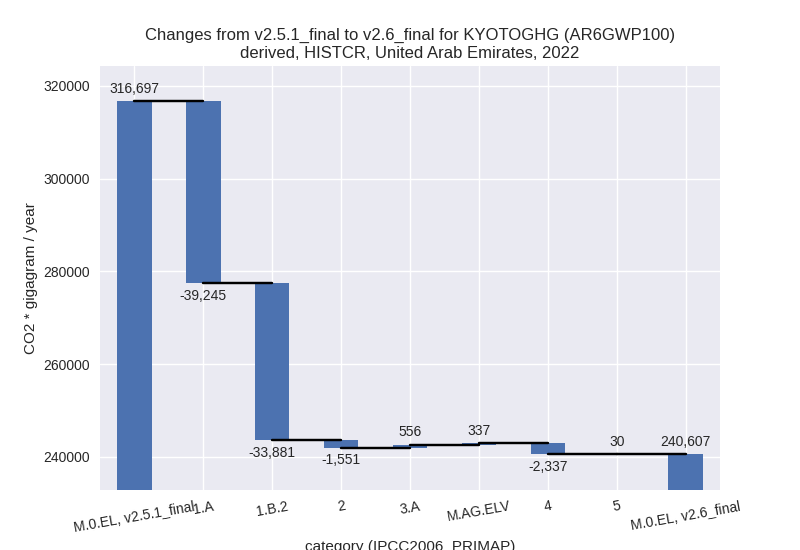 Changes from v2.5.1_final to v2.6_final for KYOTOGHG (AR6GWP100)
derived, HISTCR, United Arab Emirates, 2022
320000
300000
280000
260000
240000
CO2 * gigagram / year
316,697
-39,245
-33,881
-1,551
556
337
-2,337
30
240,607
M.0.EL, v2.5.1_final
1.A
1.B.2
2
3.A
M.AG.ELV
4
5
M.0.EL, v2.6_final
category (IPCC2006_PRIMAP)